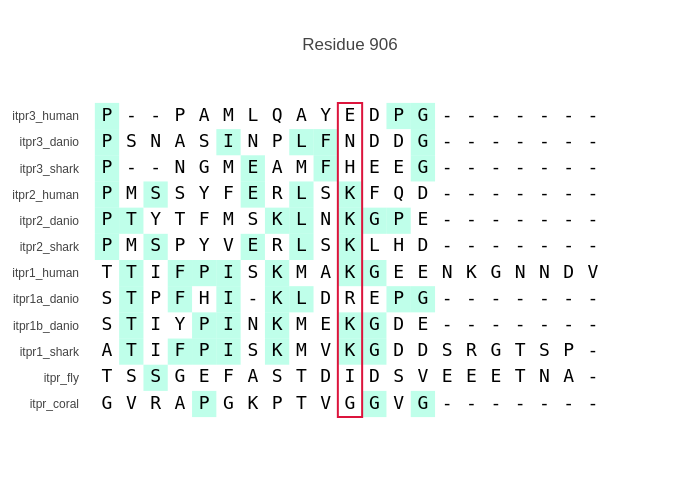 Residue 906
itpr3_human P - - P A M L Q A Y E D P G - - - - - - -
itpr3_danio P S N A S I N P L F N D D G - - - - - - -
itpr3_shark P - - N G M E A M F H E E G - - - - - - -
itpr2_human P M S S Y F E R L S K F Q D - - - - - - -
itpr2_danio P T Y T F M S K L N K G P E - - - - - - -
itpr2_shark P M S P Y V E R L S K L H D - - - - - - -
itpr1_human T T I F P I S K M A K G E E N K G N N D V
itpr1a_danio S T P F H I - K L D R E P G - - - - - - -
itpr1b_danio S T I Y P I N K M E K G D E - - - - - - -
itpr1_shark A T I F P I S K M V K G D D S R G T S P -
itpr_fly T S S G E F A S T D I D S V E E E T N A -
itpr_coral G V R A P G K P T V G G V G - - - - - - -